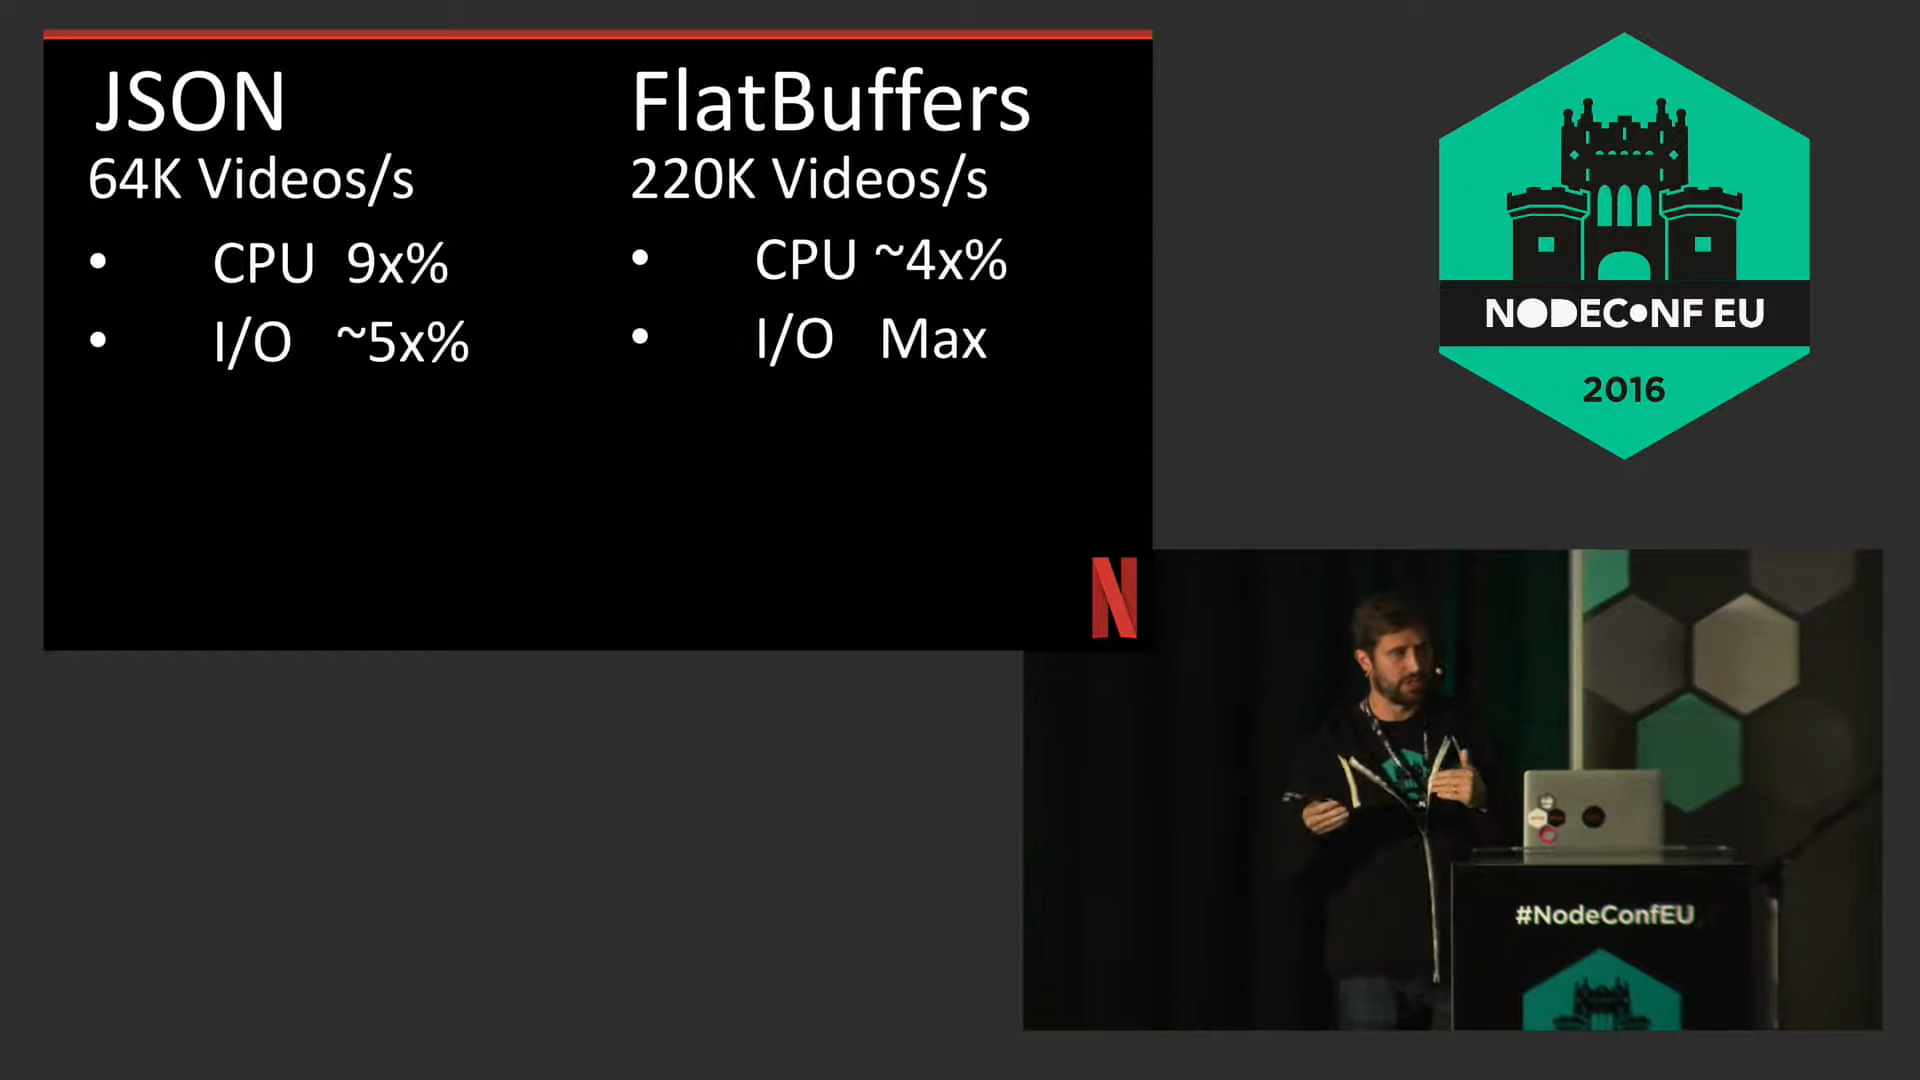 JSON
64K Videos/s
• CPU 9x%
• I/O ~5x%
FlatBuffers
220K Videos/s
• CPU ~4x%
• I/O Max
N
NODECONF EU
2016
#NodeConfEU